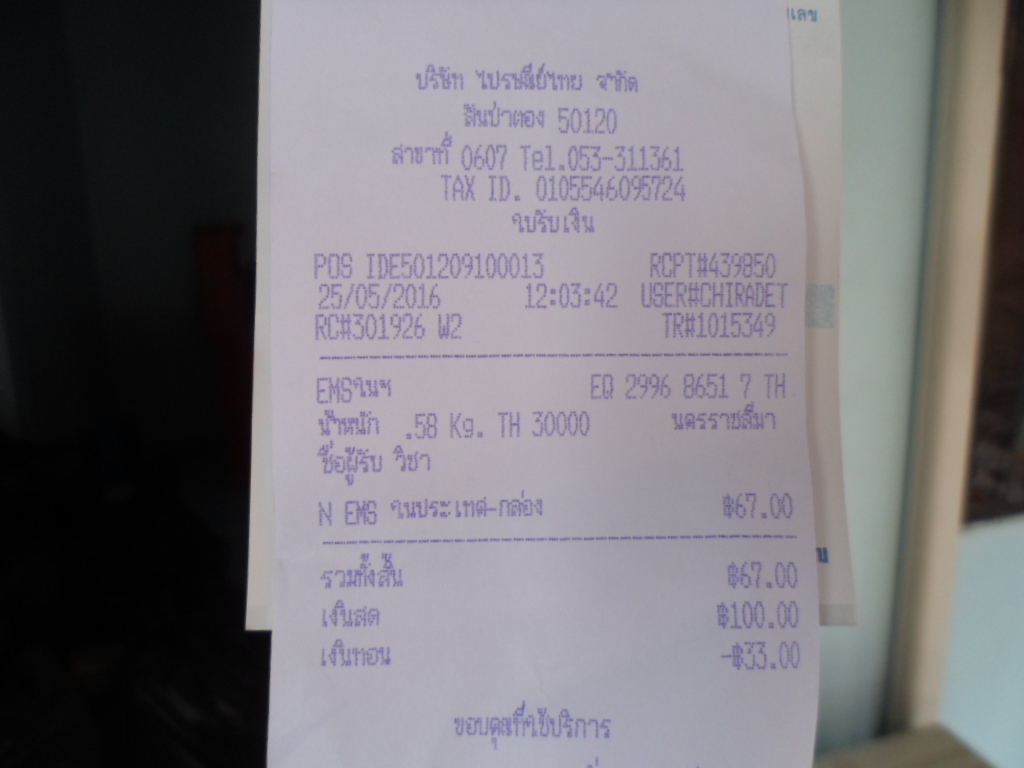 เลข
บริษัท ไปรษณีย์ไทย จำกัด
สันป่าตอง 50120
สาขาที่ 0607 Tel.053-311361
TAX ID. 0105546095724
ใบรับเงิน
POS IDE501209100013 RCPT#439850
25/05/2016 12:03:42 USER#CHIRADET
RC#301926 W2 TR#1015349
EMSในฯ EQ 2996 8651 7 TH
น้ำหนัก .58 Kg. TH 30000 นครราชสีมา
ชื่อผู้รับ วิชา
N EMS ในประเทศ-กล่อง ฿67.00
รวมทั้งสิ้น ฿67.00
เงินสด ฿100.00
เงินทอน -฿33.00
ขอบคุณที่ใช้บริการ